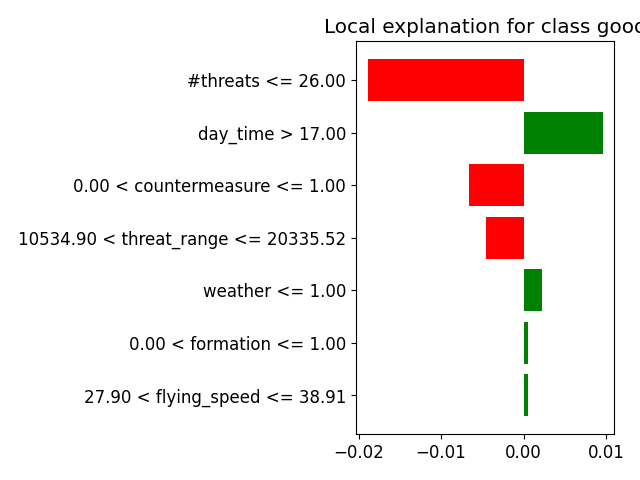 Local explanation for class good
#threats <= 26.00
day_time > 17.00
0.00 < countermeasure <= 1.00
10534.90 < threat_range <= 20335.52
weather <= 1.00
0.00 < formation <= 1.00
27.90 < flying_speed <= 38.91
−0.02 −0.01 0.00 0.01